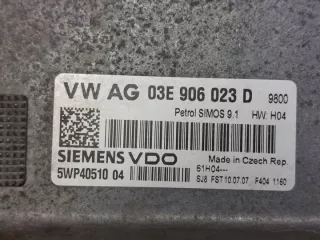 VW AG 03E 906 023 D 9800
Petrol SIMOS 9.1 HW: H04
SIEMENS VDO Made in Czech Rep.
5WP40510 04 61H04---
SJ8 FST 10.07.07 F404 1160